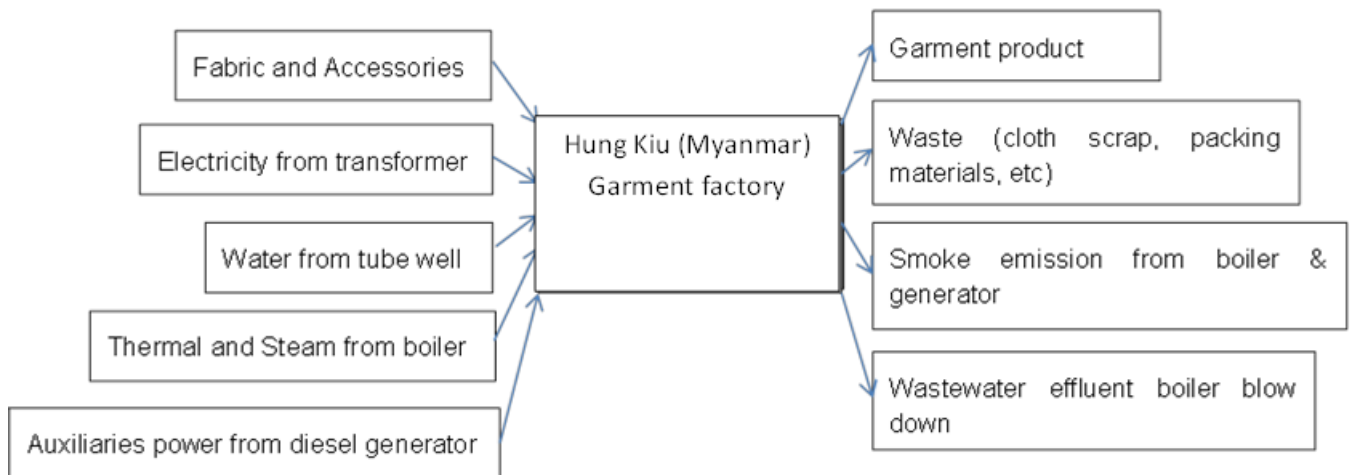 Fabric and Accessories
Electricity from transformer
Water from tube well
Thermal and Steam from boiler
Auxiliaries power from diesel generator
Hung Kiu (Myanmar)
Garment factory
Garment product
Waste (cloth scrap, packing
materials, etc)
Smoke emission from boiler &
generator
Wastewater effluent boiler blow
down